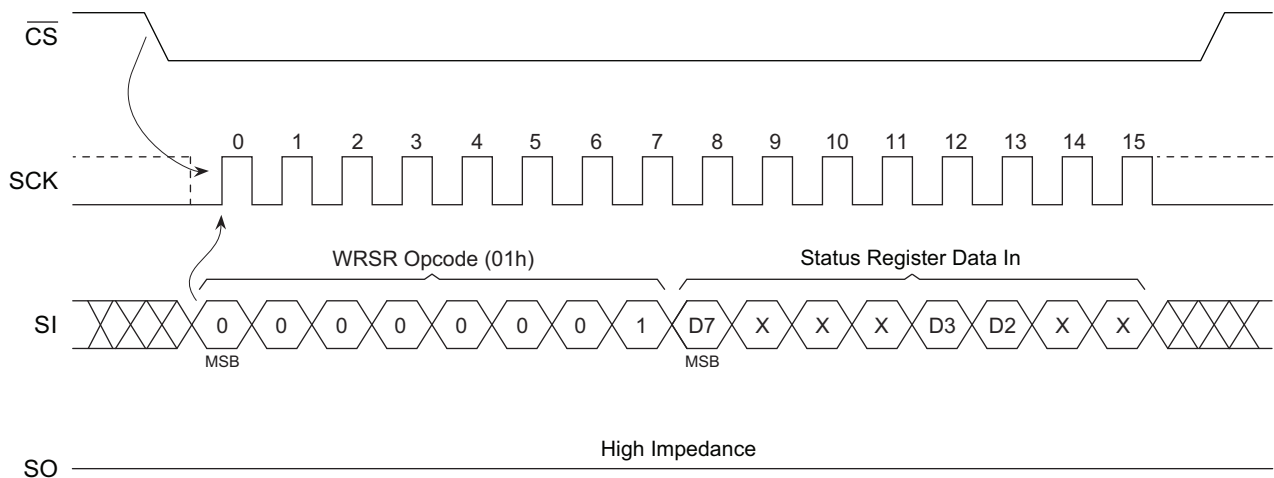 CS
0 1 2 3 4 5 6 7 8 9 10 11 12 13 14 15
SCK
WRSR Opcode (01h) Status Register Data In
SI 0 0 0 0 0 0 0 1 D7 X X X D3 D2 X X
MSB MSB
High Impedance
SO